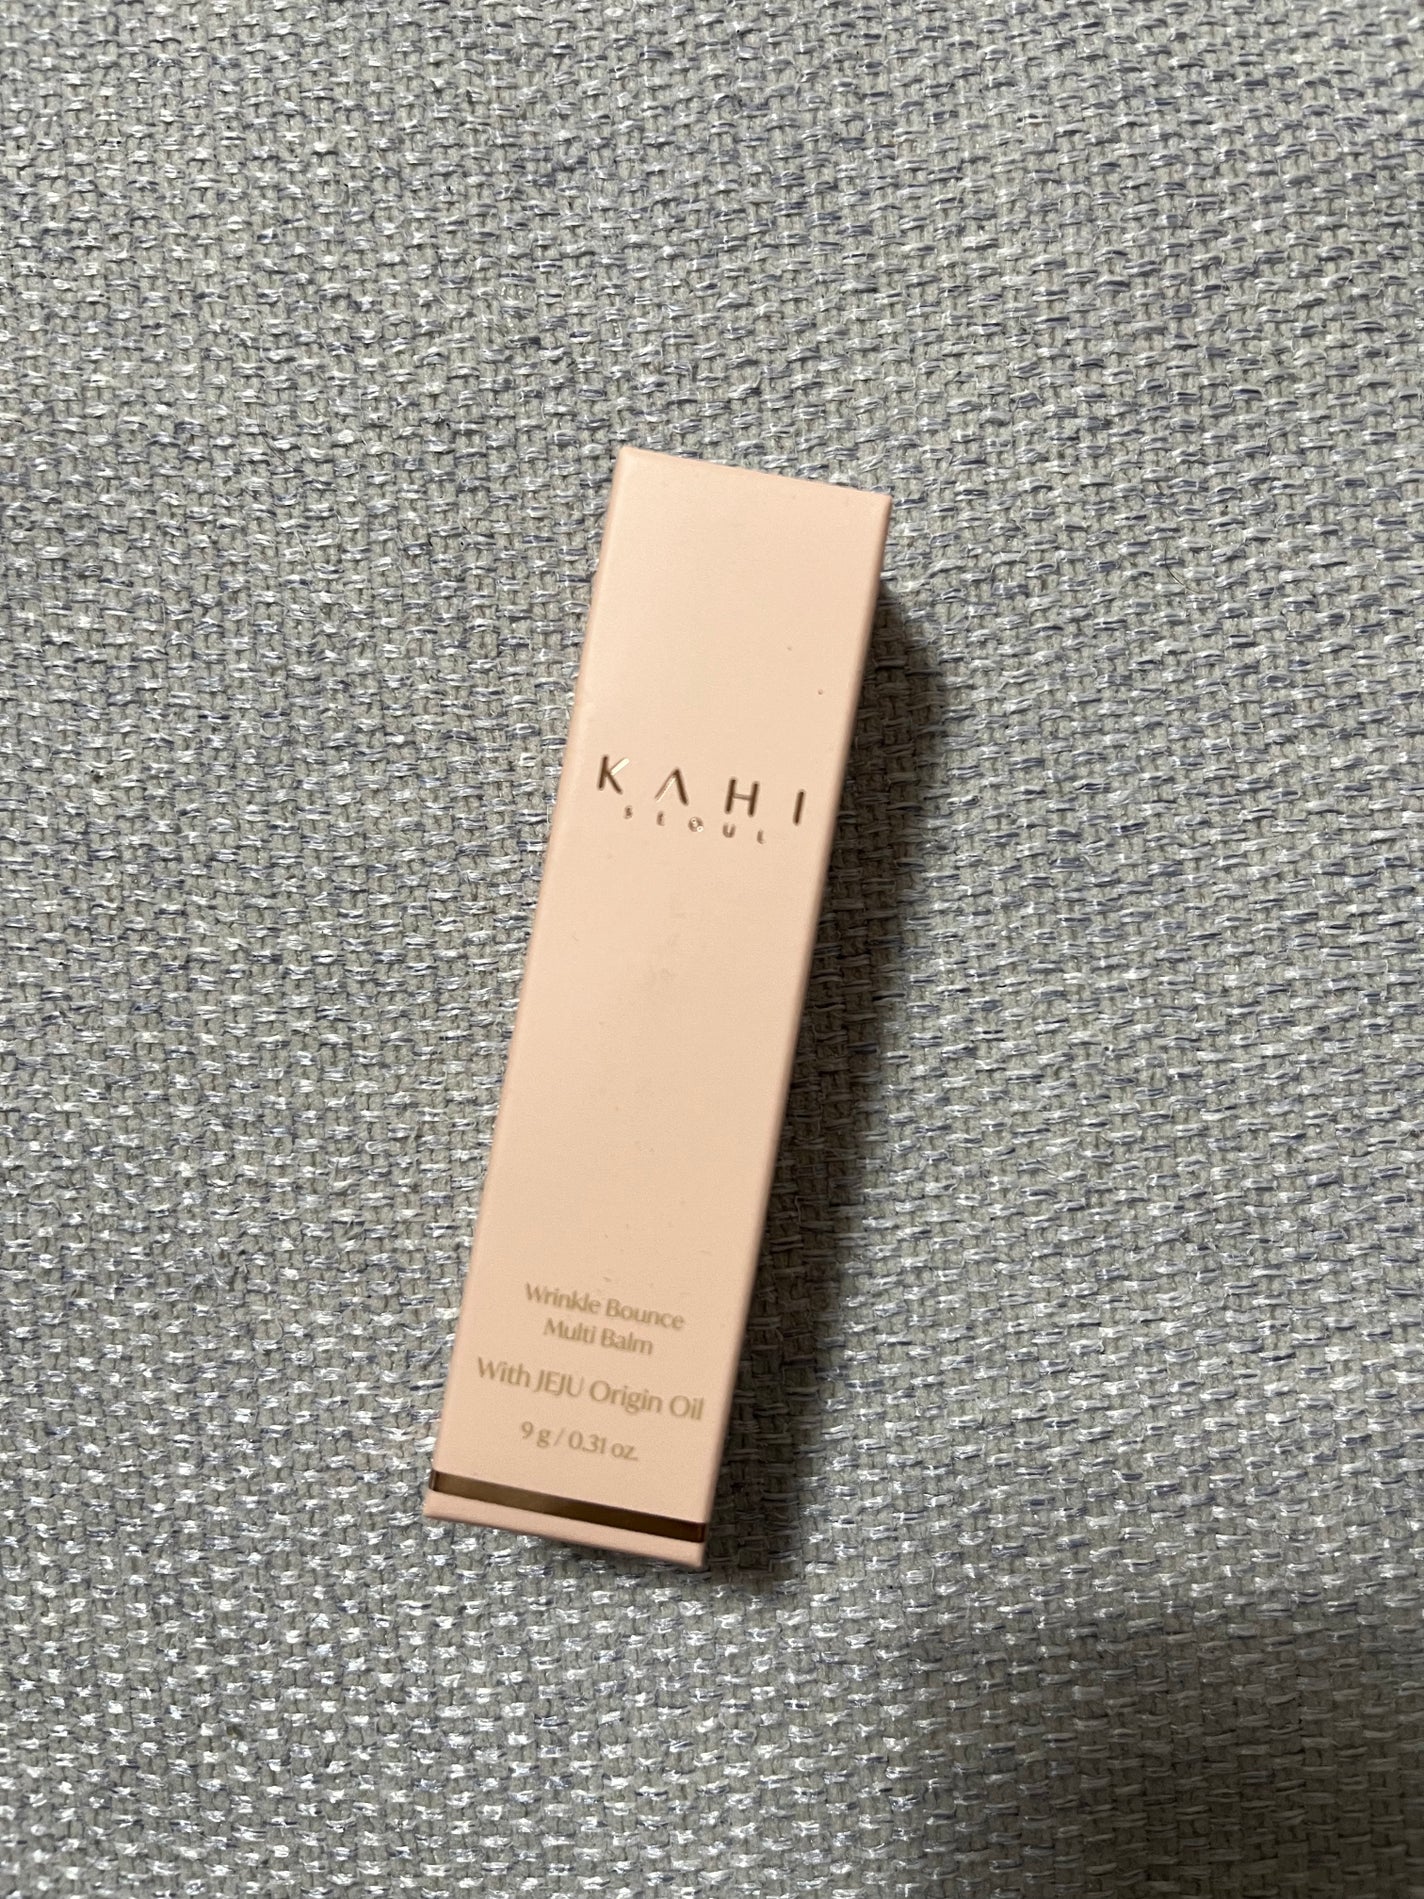 KAHI
SEOUL
Wrinkle Bounce
Multi Balm
With JEJU Origin Oil
9 g / 0.31 oz.